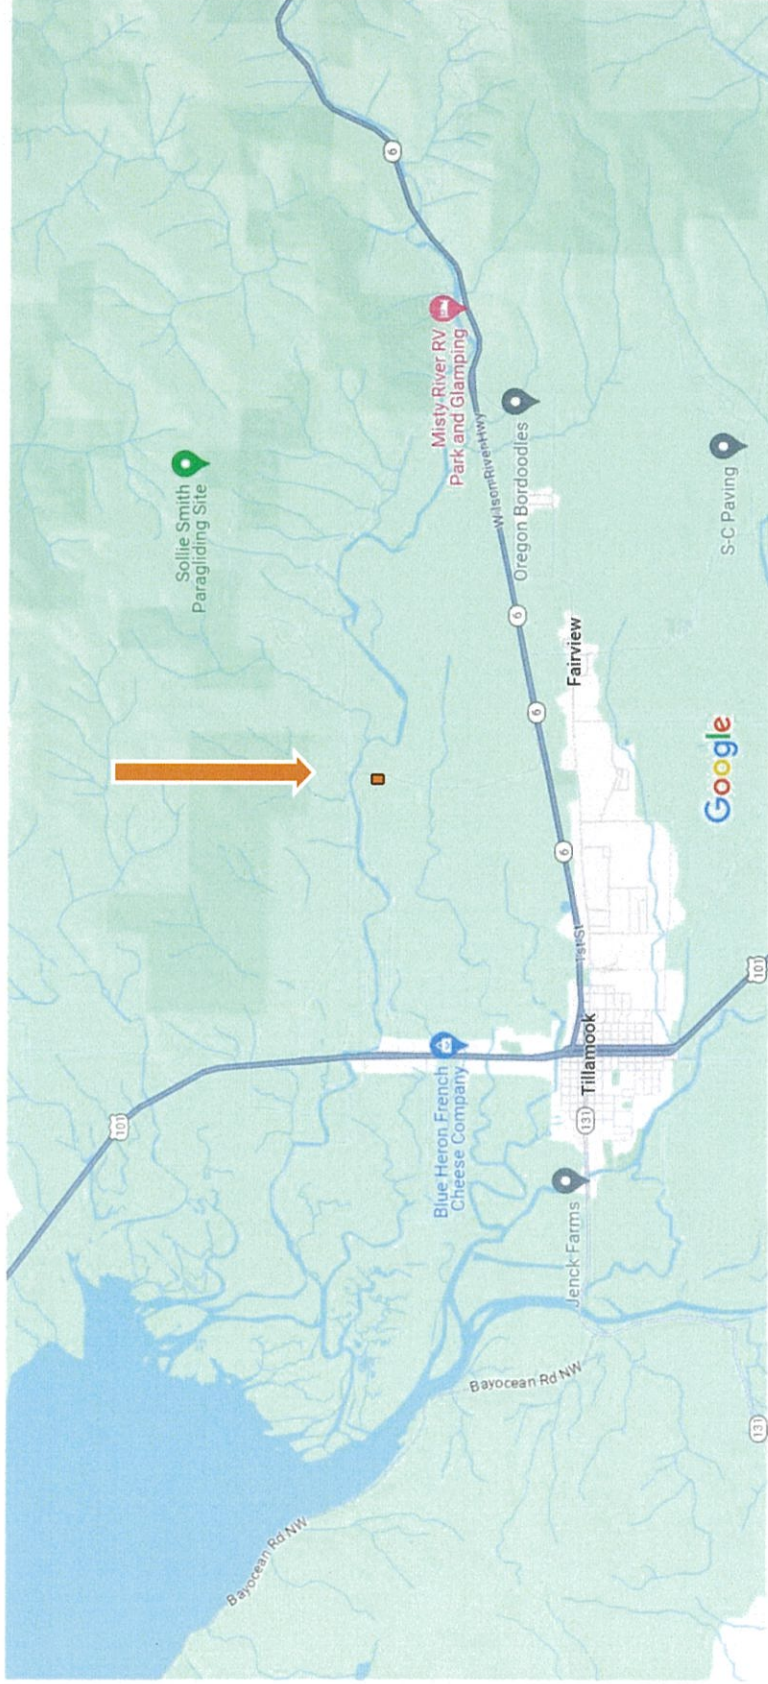 101
Sollie Smith
Paragliding Site
Bayocean Rd NW
6
Blue Heron French
Cheese Company
Misty River RV
Park and Glamping
Wilson River Hwy
Oregon Bordoodles
6
Bayocean Rd NW
6
6
Jenck Farms
Fairview
1st St
131
Tillamook
Google
S-C Paving
131
101